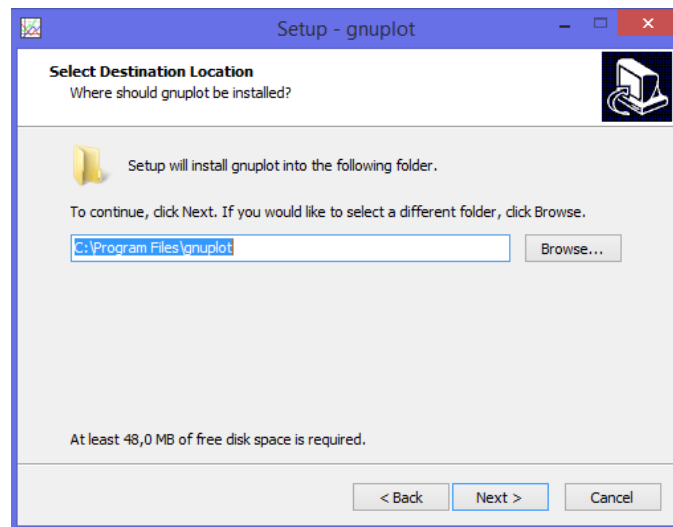 Setup - gnuplot
Select Destination Location
Where should gnuplot be installed?
Setup will install gnuplot into the following folder.
To continue, click Next. If you would like to select a different folder, click Browse.
C:\Program Files\gnuplot
Browse...
At least 48,0 MB of free disk space is required.
< Back
Next >
Cancel